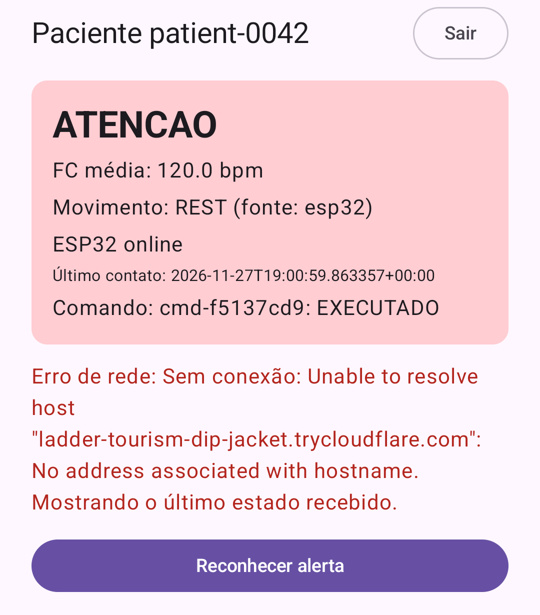 Paciente patient-0042
Sair
ATENCAO
FC média: 120.0 bpm
Movimento: REST (fonte: esp32)
ESP32 online
Último contato: 2026-11-27T19:00:59.863357+00:00
Comando: cmd-f5137cd9: EXECUTADO
Erro de rede: Sem conexão: Unable to resolve
host
"ladder-tourism-dip-jacket.trycloudflare.com":
No address associated with hostname.
Mostrando o último estado recebido.
Reconhecer alerta